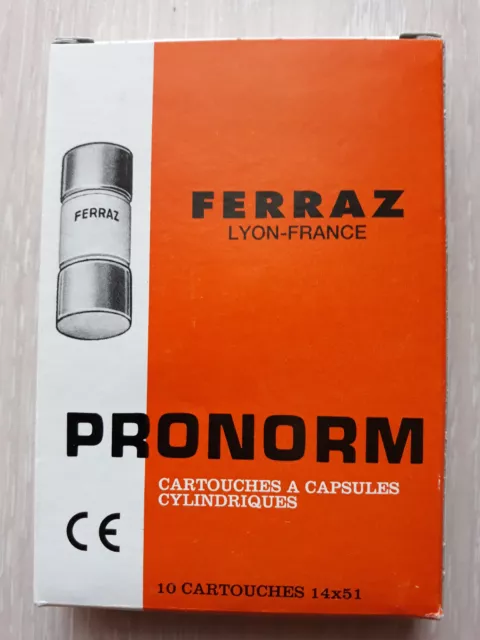 FERRAZ
FERRAZ
LYON-FRANCE
PRONORM
CARTOUCHES A CAPSULES
CYLINDRIQUES
CE
10 CARTOUCHES 14x51